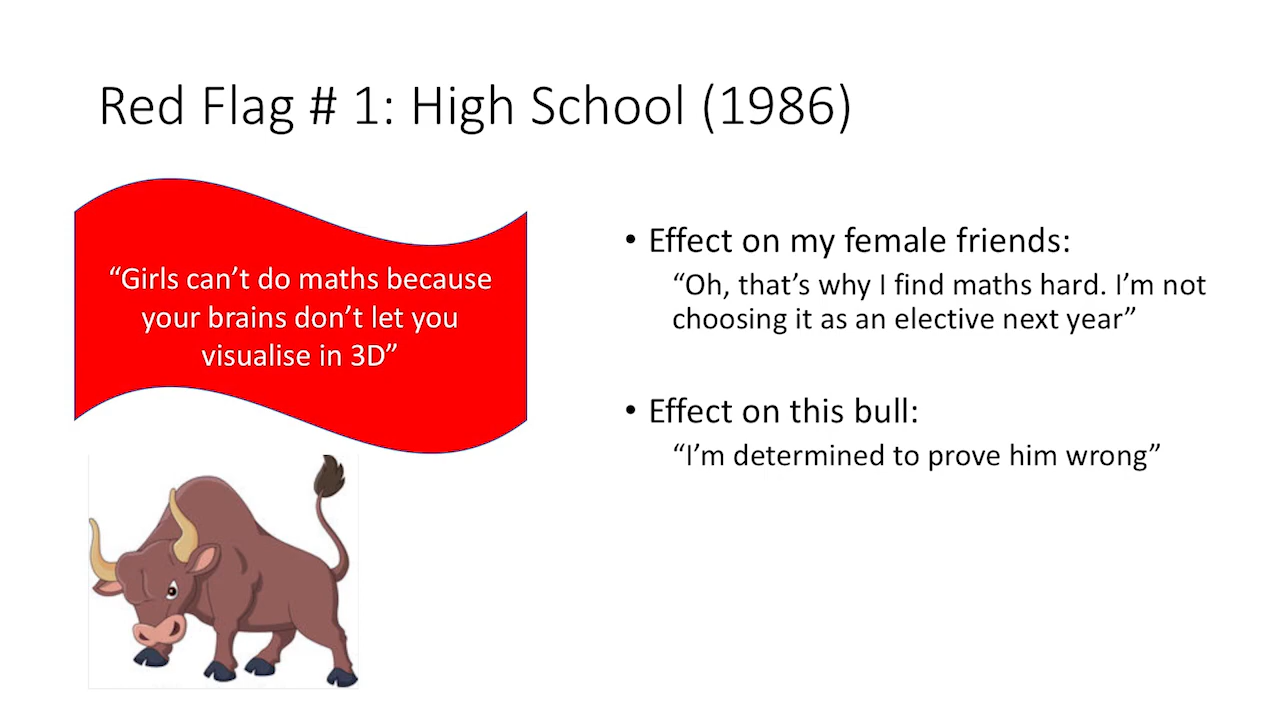 Red Flag # 1: High School (1986)
“Girls can’t do maths because
your brains don’t let you
visualise in 3D”
• Effect on my female friends:
“Oh, that’s why I find maths hard. I’m not
choosing it as an elective next year”
• Effect on this bull:
“I’m determined to prove him wrong”